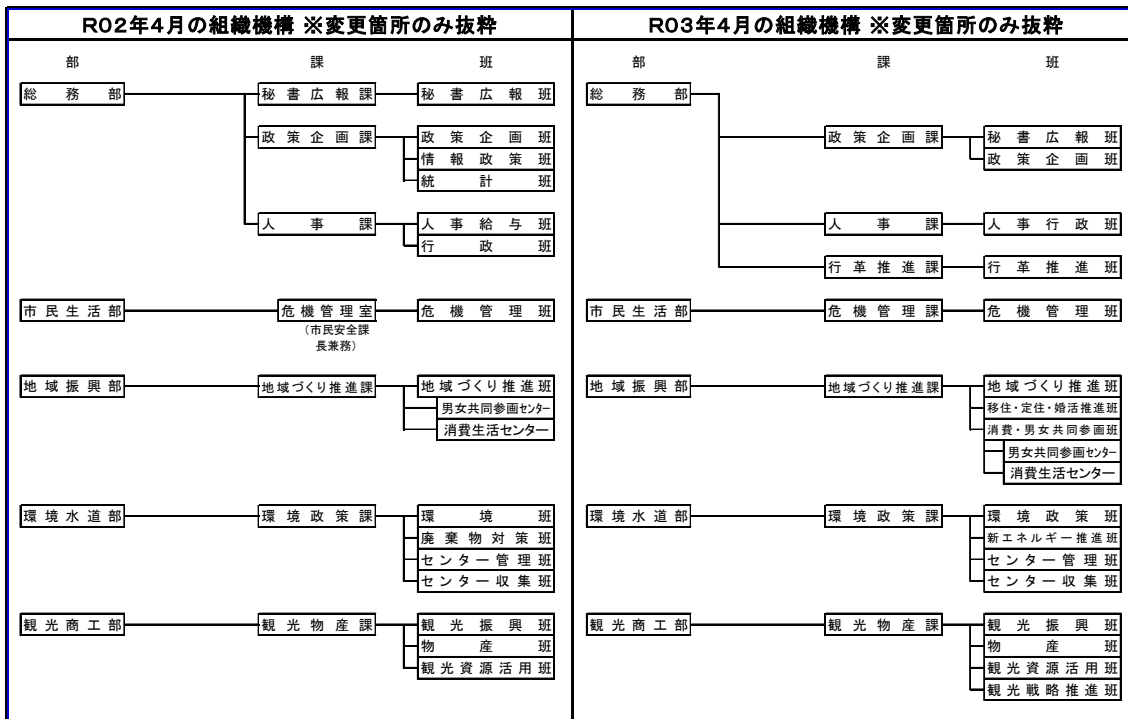 R02年4月の組織機構 ※変更箇所のみ抜粋
部 課 班
総務部 秘書広報課 秘書広報班
政策企画課 政策企画班
情報政策班
統計班
人事課 人事給与班
行政班
市民生活部 危機管理室 危機管理班
(市民安全課
長兼務)
地域振興部 地域づくり推進課 地域づくり推進班
男女共同参画センター
消費生活センター
環境水道部 環境政策課 環境班
廃棄物対策班
センター管理班
センター収集班
観光商工部 観光物産課 観光振興班
物産班
観光資源活用班
R03年4月の組織機構 ※変更箇所のみ抜粋
部 課 班
総務部
政策企画課 秘書広報班
政策企画班
人事課 人事行政班
行革推進課 行革推進班
市民生活部 危機管理課 危機管理班
地域振興部 地域づくり推進課 地域づくり推進班
移住・定住・婚活推進班
消費・男女共同参画班
男女共同参画センター
消費生活センター
環境水道部 環境政策課 環境政策班
新エネルギー推進班
センター管理班
センター収集班
観光商工部 観光物産課 観光振興班
物産班
観光資源活用班
観光戦略推進班